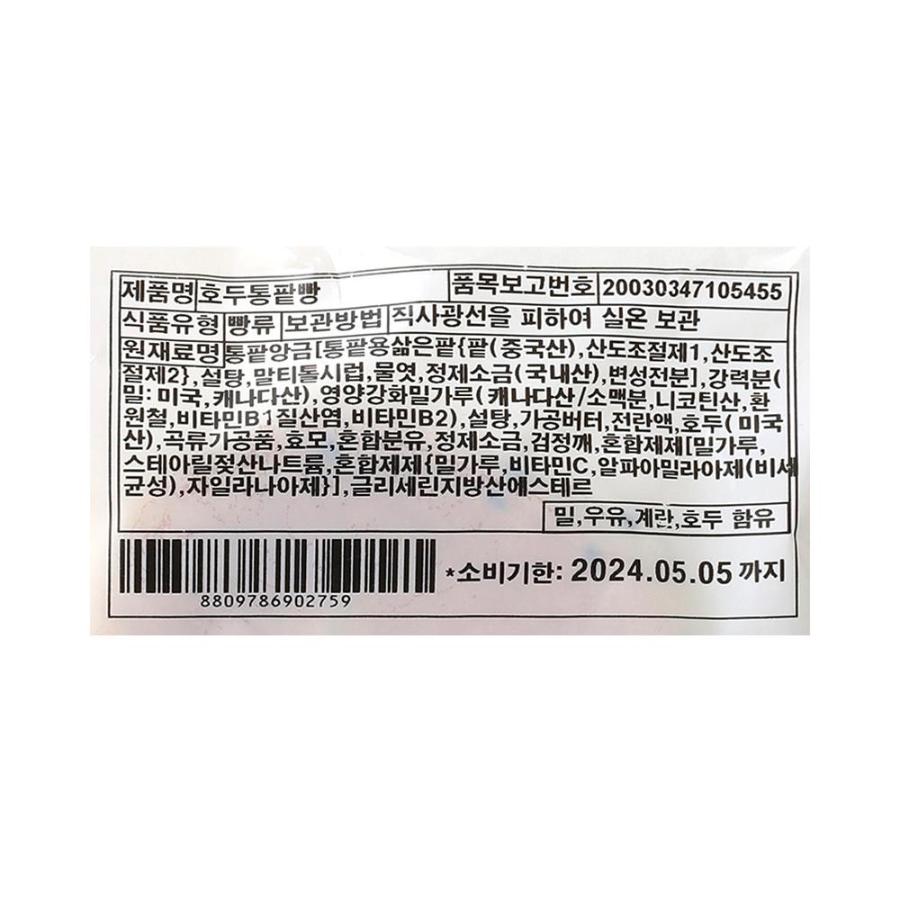 제품명 호두통팥빵 품목보고번호 20030347105455
식품유형 빵류 보관방법 직사광선을 피하여 실온 보관
원재료명 통팥앙금[통팥용삶은팥{팥(중국산),산도조절제1,산도조
절제2},설탕,말티톨시럽,물엿,정제소금(국내산),변성전분],강력분(
밀:미국,캐나다산),영양강화밀가루(캐나다산/소맥분,니코틴산,환
원철,비타민B1질산염,비타민B2),설탕,가공버터,전란액,호두(미국
산),곡류가공품,효모,혼합분유,정제소금,검정깨,혼합제제[밀가루,
스테아릴젖산나트륨,혼합제제{밀가루,비타민C,알파아밀라아제(비세
균성),자일라나아제}],글리세린지방산에스테르
밀,우유,계란,호두 함유
*소비기한: 2024.05.05 까지
8809786902759